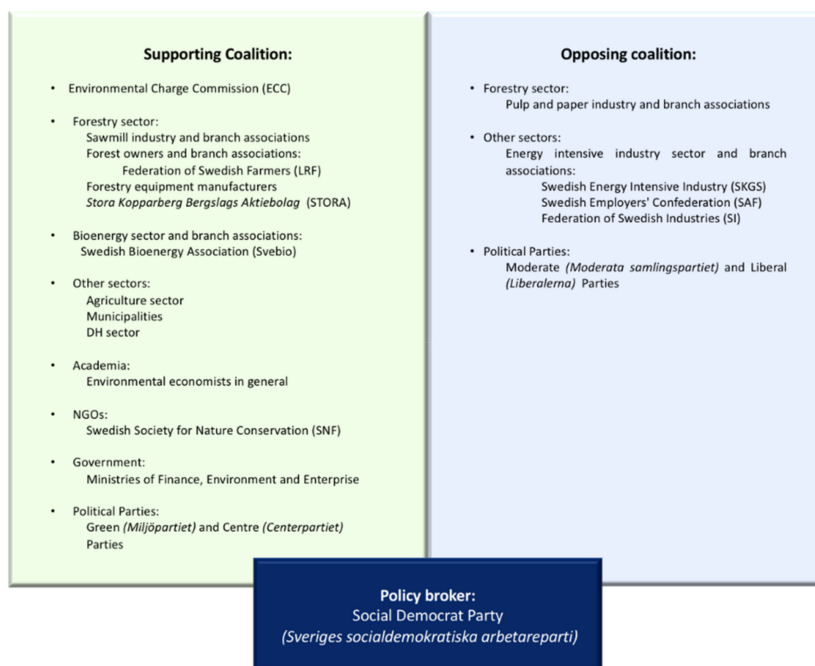 Supporting Coalition:
• Environmental Charge Commission (ECC)
• Forestry sector:
Sawmill industry and branch associations
Forest owners and branch associations:
Federation of Swedish Farmers (LRF)
Forestry equipment manufacturers
Stora Kopparberg Bergslags Aktiebolag (STORA)
• Bioenergy sector and branch associations:
Swedish Bioenergy Association (Svebio)
• Other sectors:
Agriculture sector
Municipalities
DH sector
• Academia:
Environmental economists in general
• NGOs:
Swedish Society for Nature Conservation (SNF)
• Government:
Ministries of Finance, Environment and Enterprise
• Political Parties:
Green (Miljöpartiet) and Centre (Centerpartiet)
Parties
Opposing coalition:
• Forestry sector:
Pulp and paper industry and branch associations
• Other sectors:
Energy intensive industry sector and branch
associations:
Swedish Energy Intensive Industry (SKGS)
Swedish Employers' Confederation (SAF)
Federation of Swedish Industries (SI)
• Political Parties:
Moderate (Moderata samlingspartiet) and Liberal
(Liberalerna) Parties
Policy broker:
Social Democrat Party
(Sveriges socialdemokratiska arbetareparti)